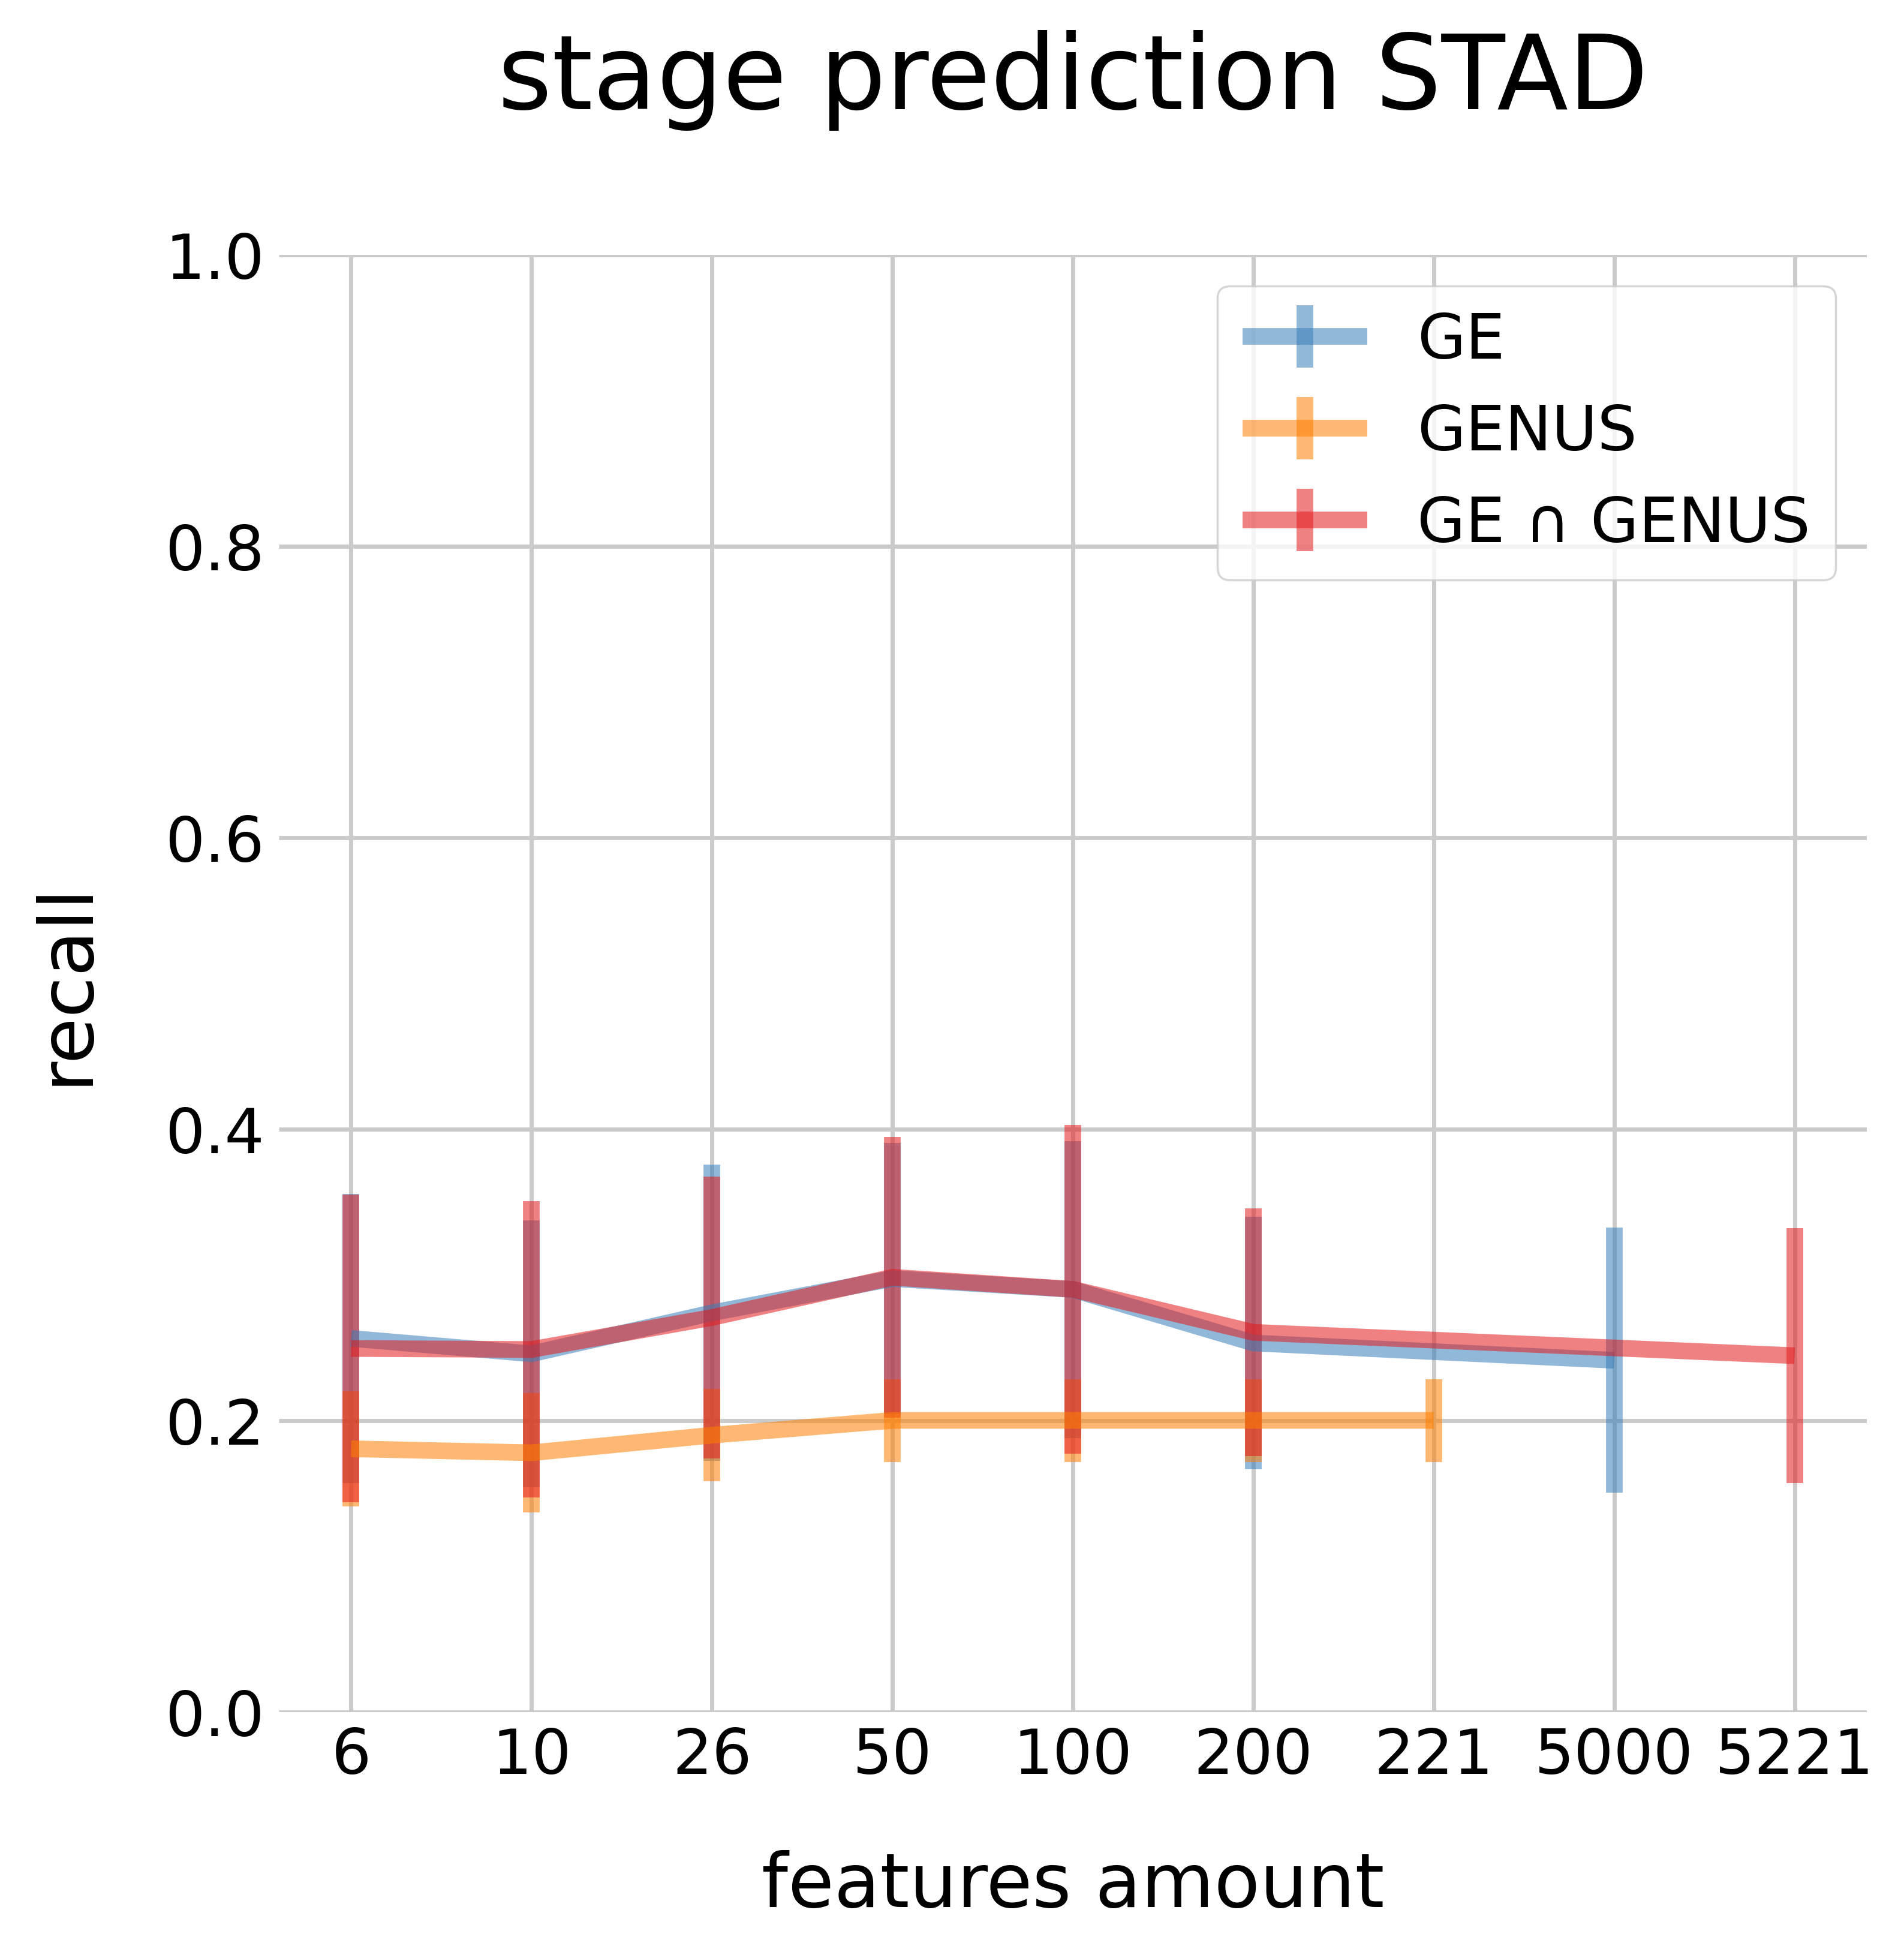 stage prediction STAD
1.0
0.8
0.6
0.4
0.2
0.0
recall
GE
GENUS
GE ∩ GENUS
6 10 26 50 100 200 221 5000 5221
features amount